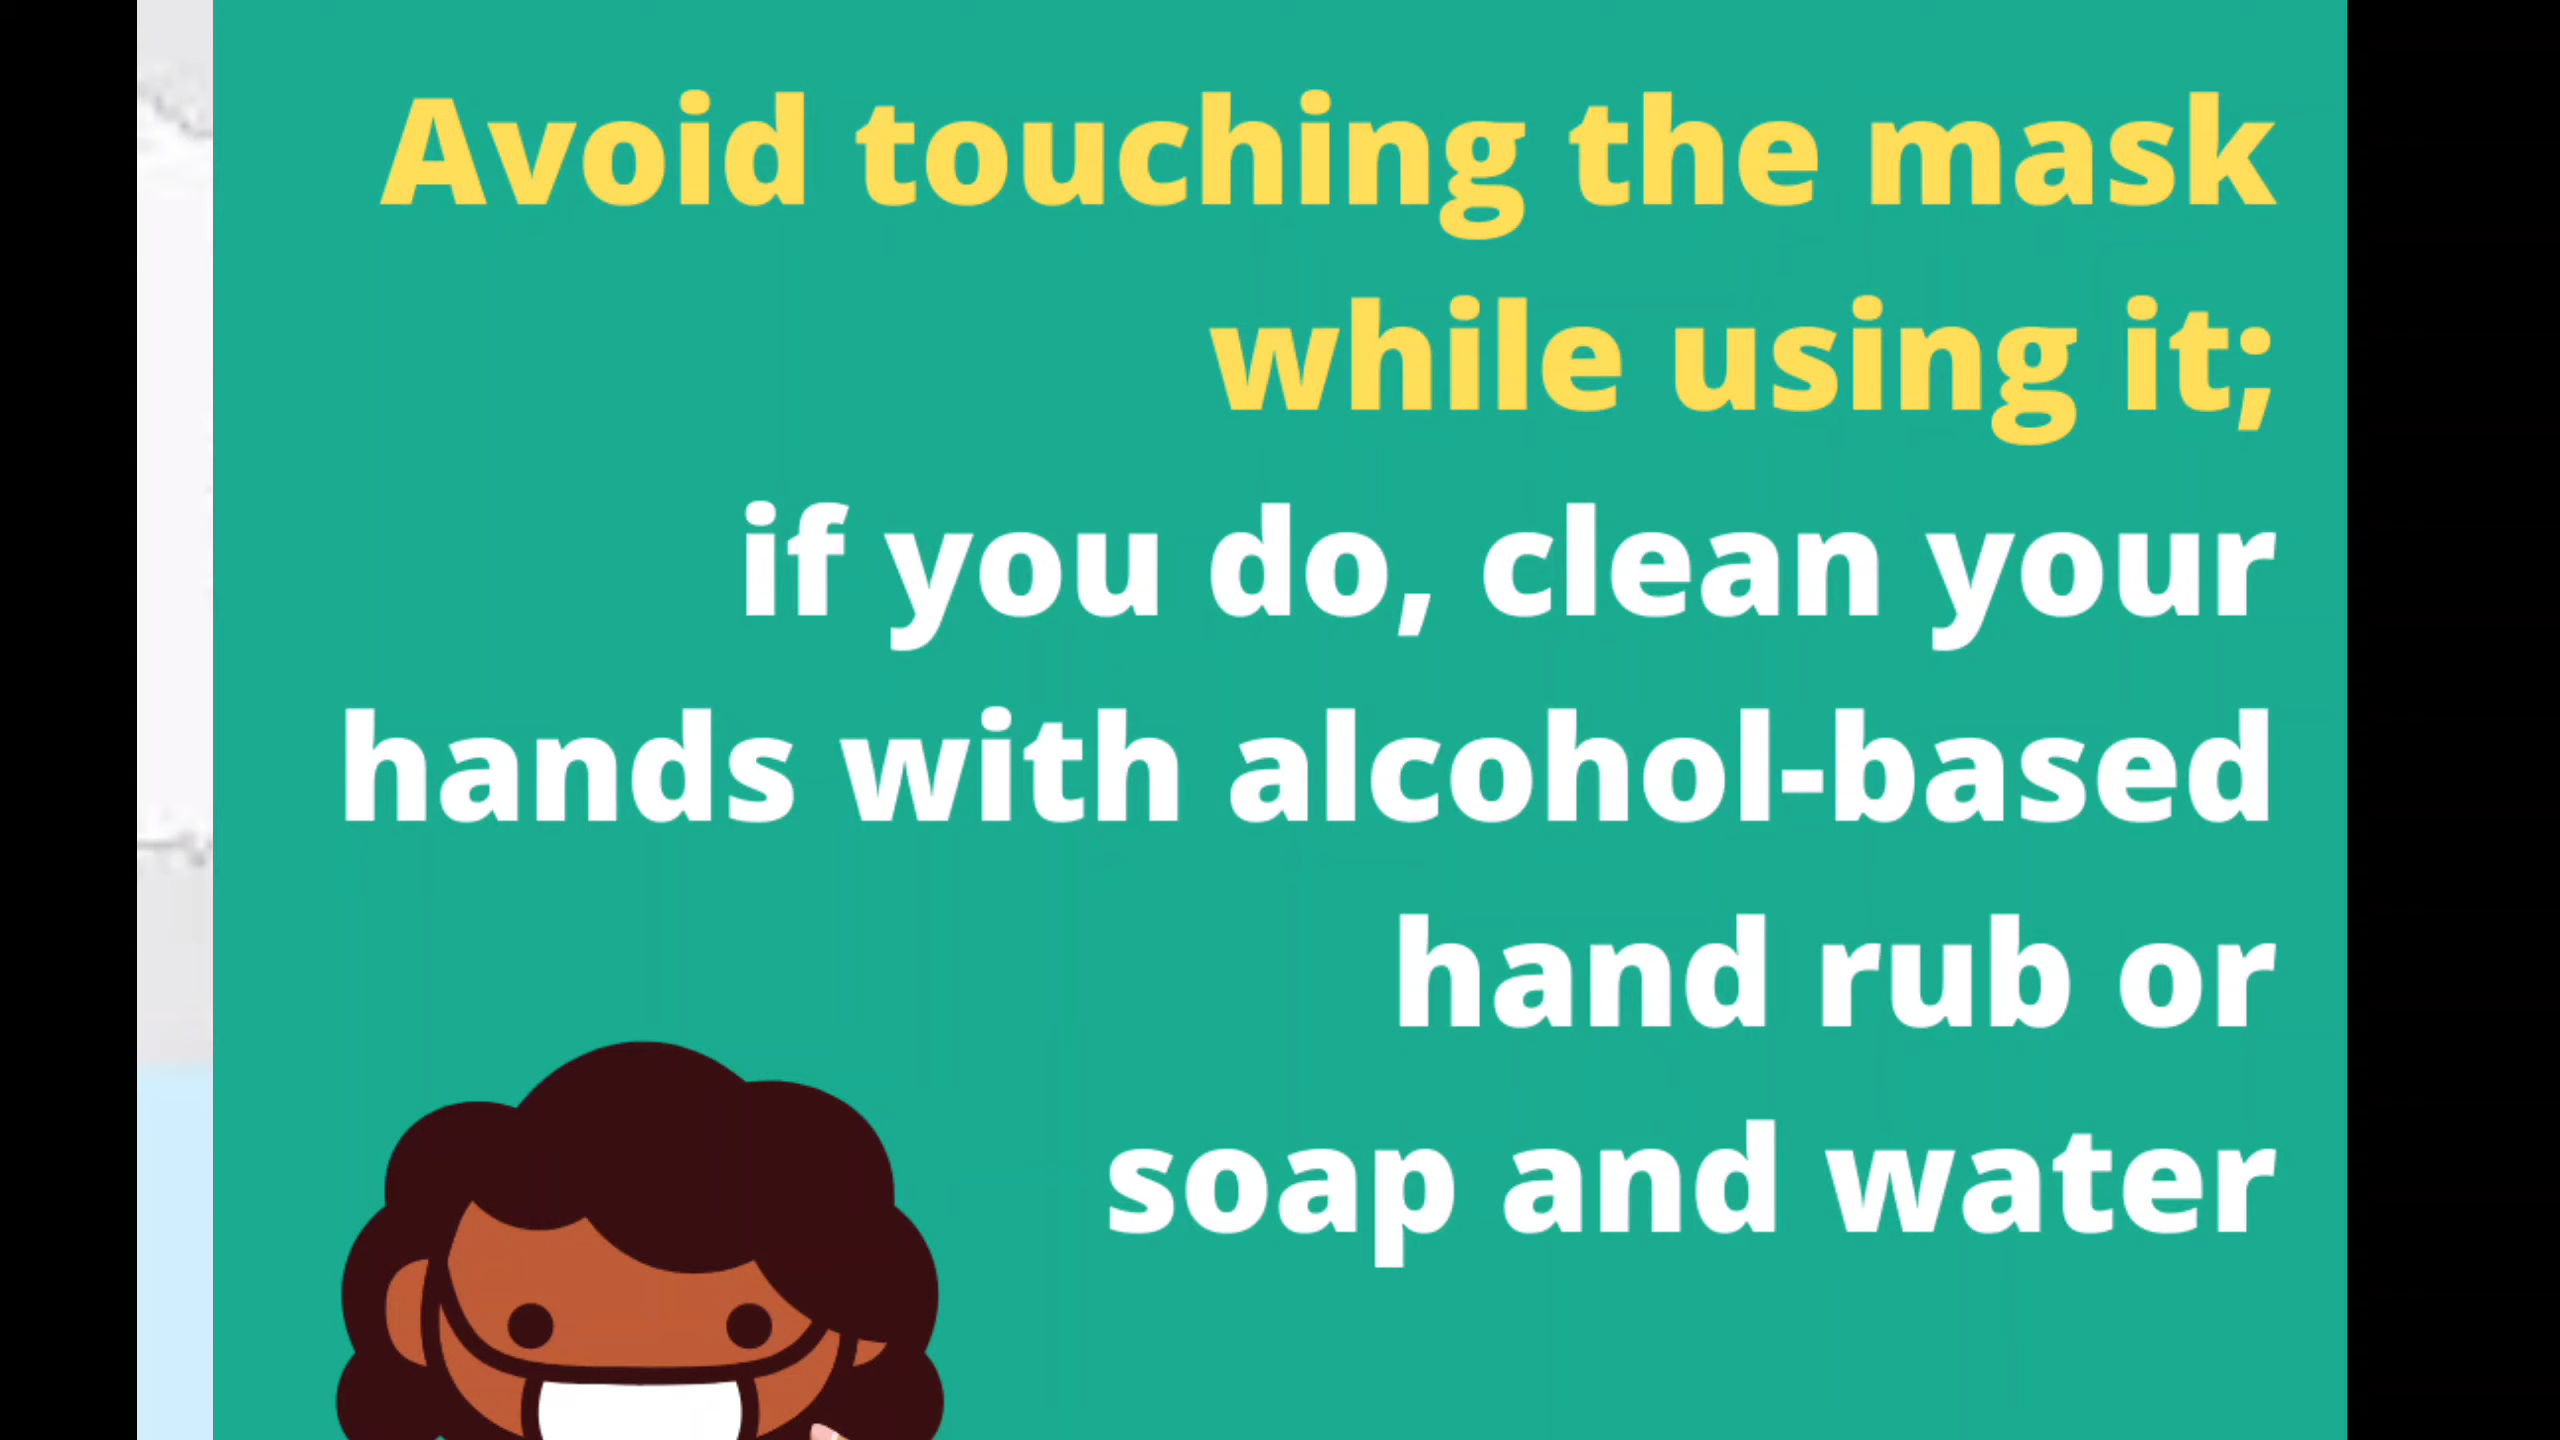 Avoid touching the mask
while using it;
if you do, clean your
hands with alcohol-based
hand rub or
soap and water